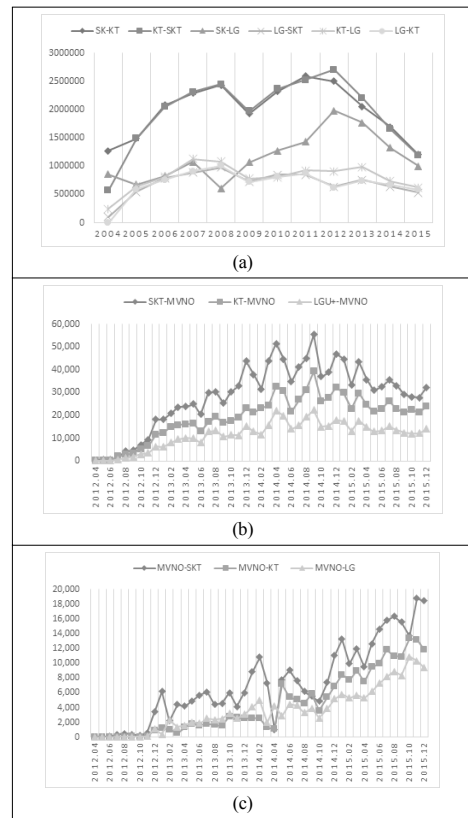 SK-KT KT-SKT SK-LG LG-SKT KT-LG LG-KT
3000000
2500000
2000000
1500000
1000000
500000
0
2004 2005 2006 2007 2008 2009 2010 2011 2012 2013 2014 2015
(a)
SKT-MVNO KT-MVNO LGU+-MVNO
60,000
50,000
40,000
30,000
20,000
10,000
0
2012.04 2012.06 2012.08 2012.10 2012.12 2013.02 2013.04 2013.06 2013.08 2013.10 2013.12 2014.02 2014.04 2014.06 2014.08 2014.10 2014.12 2015.02 2015.04 2015.06 2015.08 2015.10 2015.12
(b)
MVNO-SKT MVNO-KT MVNO-LG
20,000
18,000
16,000
14,000
12,000
10,000
8,000
6,000
4,000
2,000
0
2012.04 2012.06 2012.08 2012.10 2012.12 2013.02 2013.04 2013.06 2013.08 2013.10 2013.12 2014.02 2014.04 2014.06 2014.08 2014.10 2014.12 2015.02 2015.04 2015.06 2015.08 2015.10 2015.12
(c)